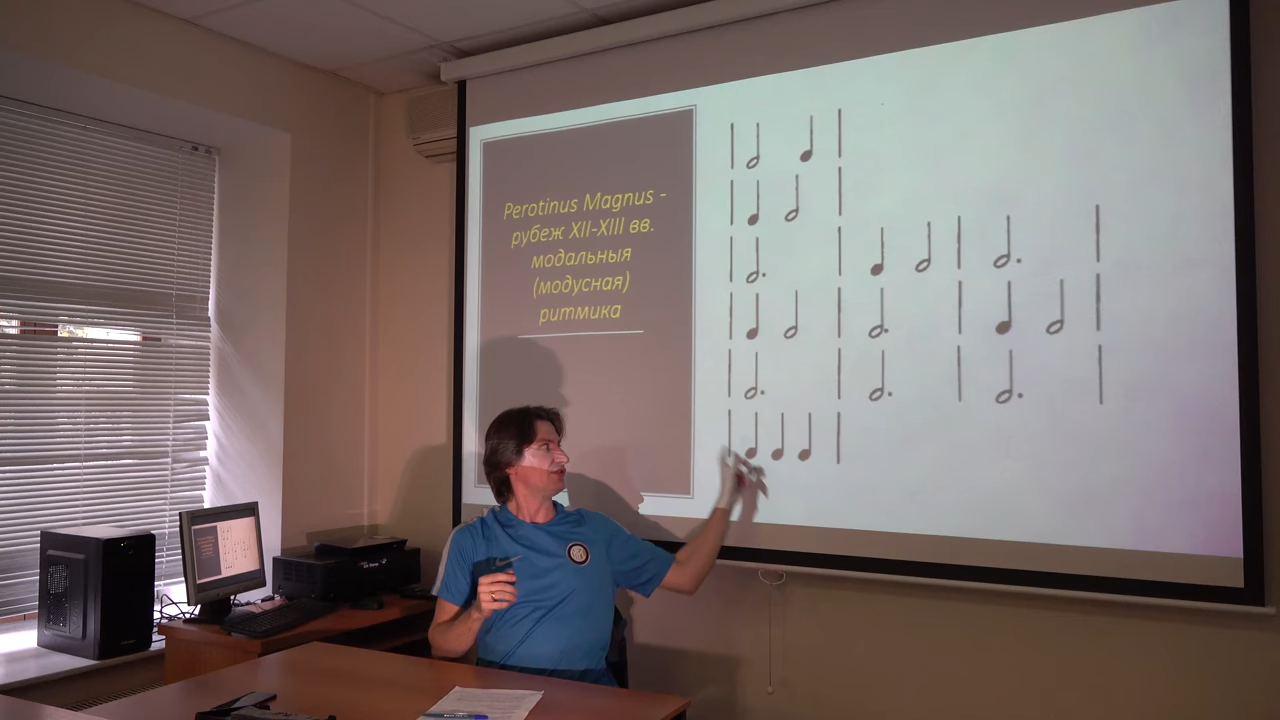 Perotinus Magnus -
рубеж XII-XIII вв.
модальныя
(модусная)
ритмика